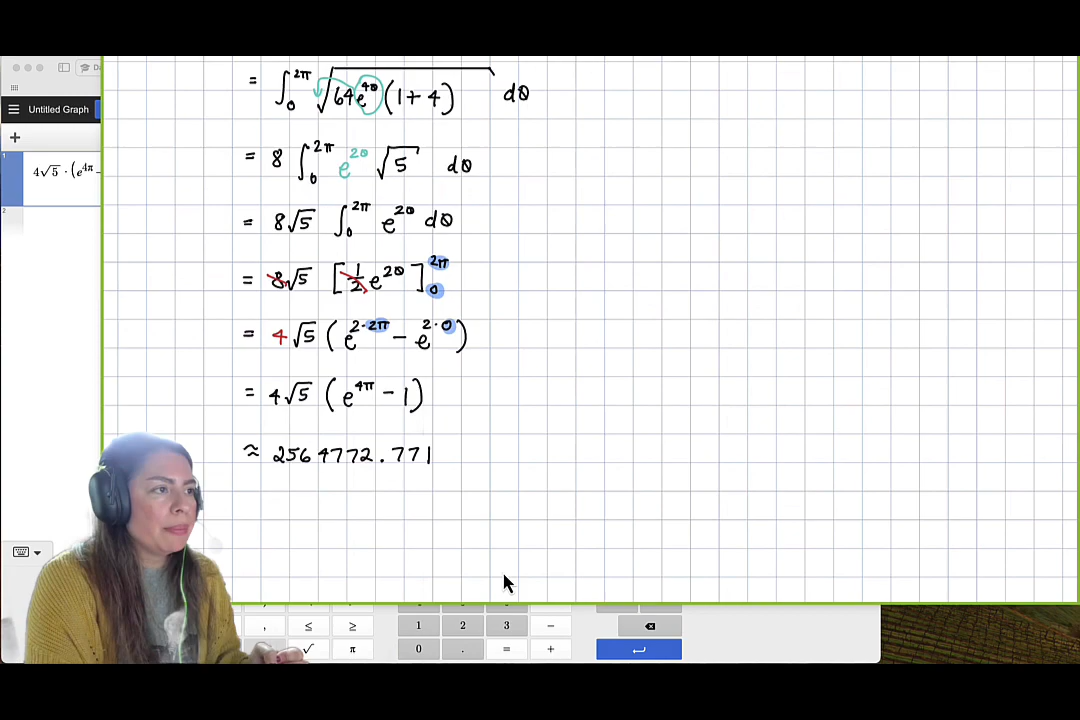 = ∫₀^{2π} √(64e^{4θ}(1+4)) dθ
Untitled Graph
= 8 ∫₀^{2π} e^{2θ} √5 dθ
1
4√5 · (e^{4π} -
2
= 8√5 ∫₀^{2π} e^{2θ} dθ
= 8√5 [1/2 e^{2θ}]₀^{2π}
= 4√5 (e^{2·2π} - e^{2·0})
= 4√5 (e^{4π} - 1)
≈ 2564772.771
, ≤ ≥ 1 2 3 −
√ π 0 . = +